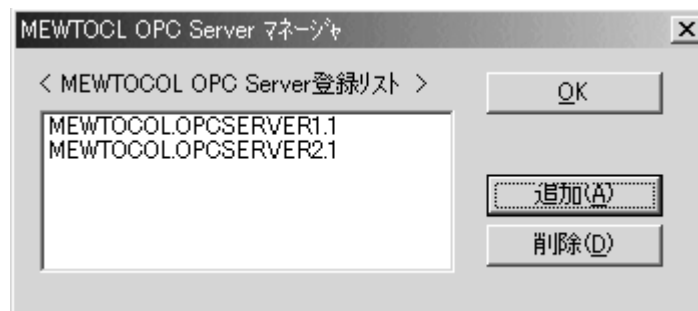 MEWTOCL OPC Server ﾏﾈｰｼﾞｬ
< MEWTOCOL OPC Server登録ﾘｽﾄ >
MEWTOCOL.OPCSERVER1.1
MEWTOCOL.OPCSERVER2.1
OK
追加(A)
削除(D)